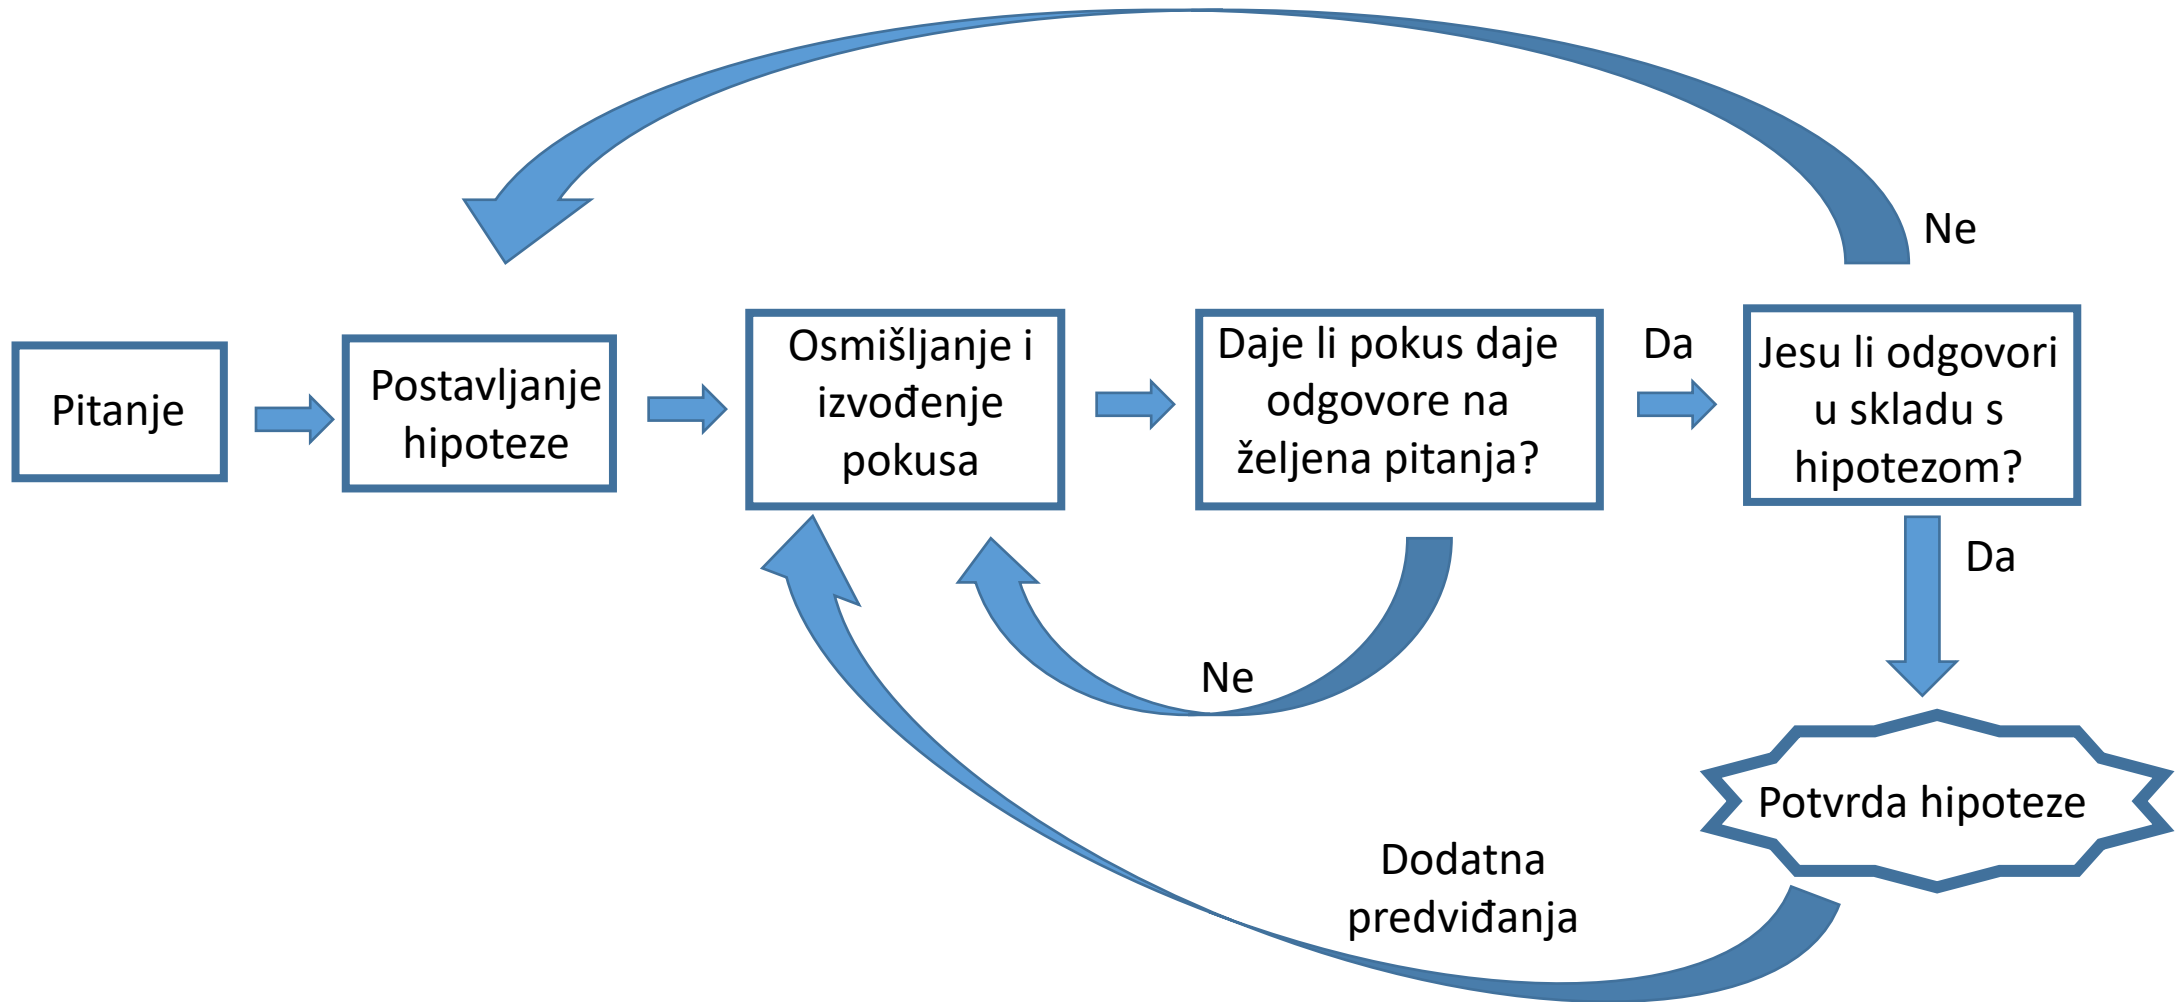 Pitanje
Postavljanje
hipoteze
Osmišljanje i
izvođenje
pokusa
Daje li pokus daje
odgovore na
željena pitanja?
Da
Jesu li odgovori
u skladu s
hipotezom?
Ne
Da
Ne
Potvrda hipoteze
Dodatna
predviđanja